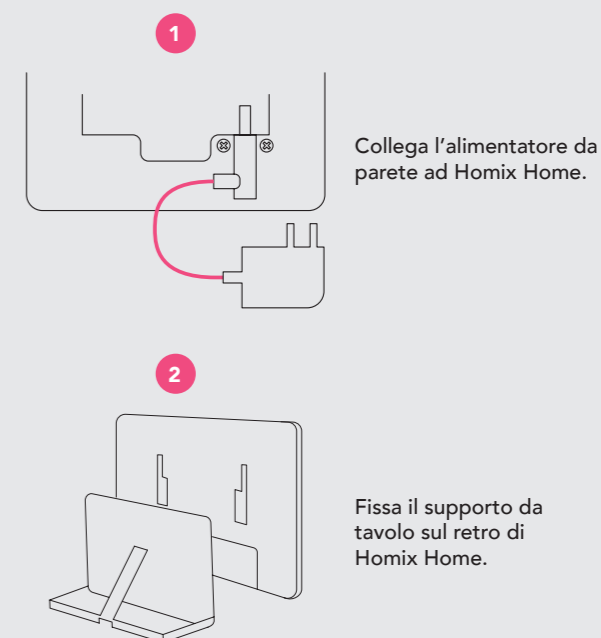 1
Collega l’alimentatore da
parete ad Homix Home.
2
Fissa il supporto da
tavolo sul retro di
Homix Home.